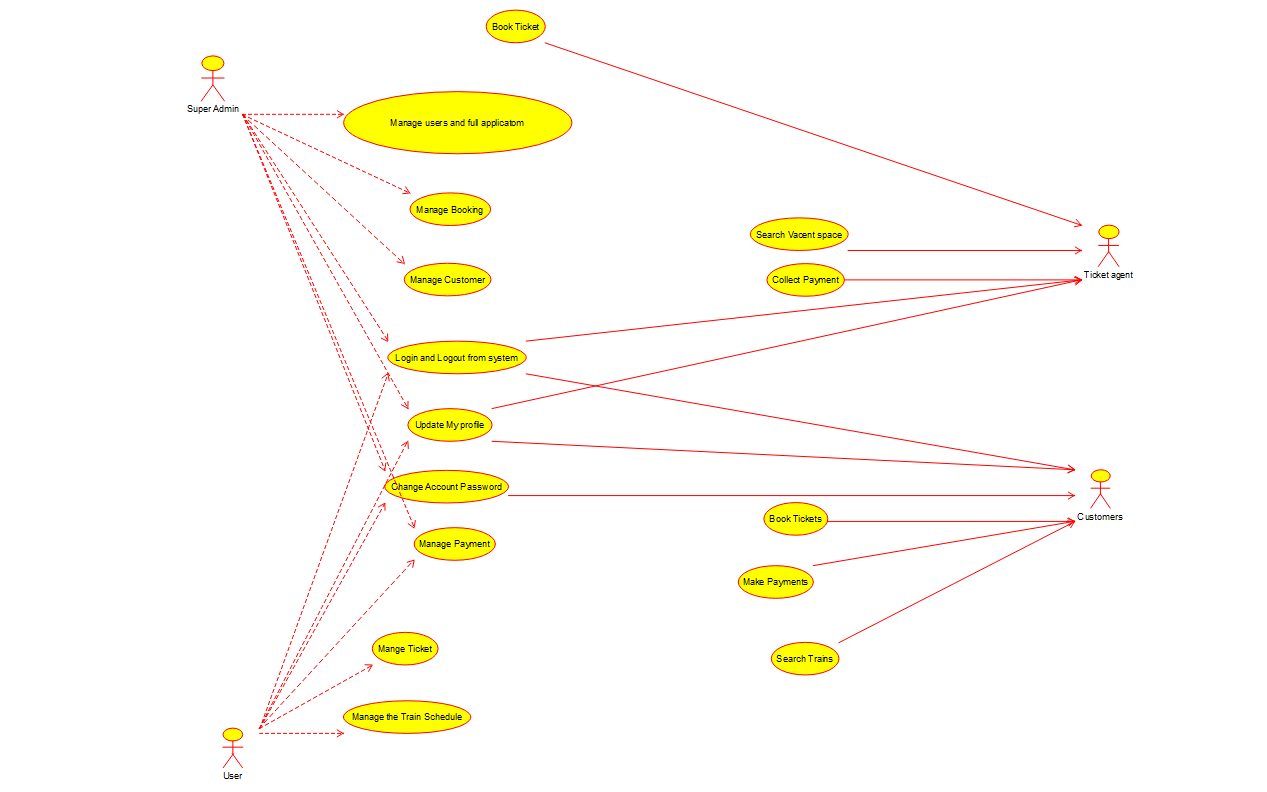 Book Ticket
Super Admin
Manage users and full applicatom
Manage Booking
Search Vacent space
Ticket agent
Manage Customer
Collect Payment
Login and Logout from system
Update My profile
Change Account Password
Customers
Book Tickets
Manage Payment
Make Payments
Mange Ticket
Search Trains
Manage the Train Schedule
User